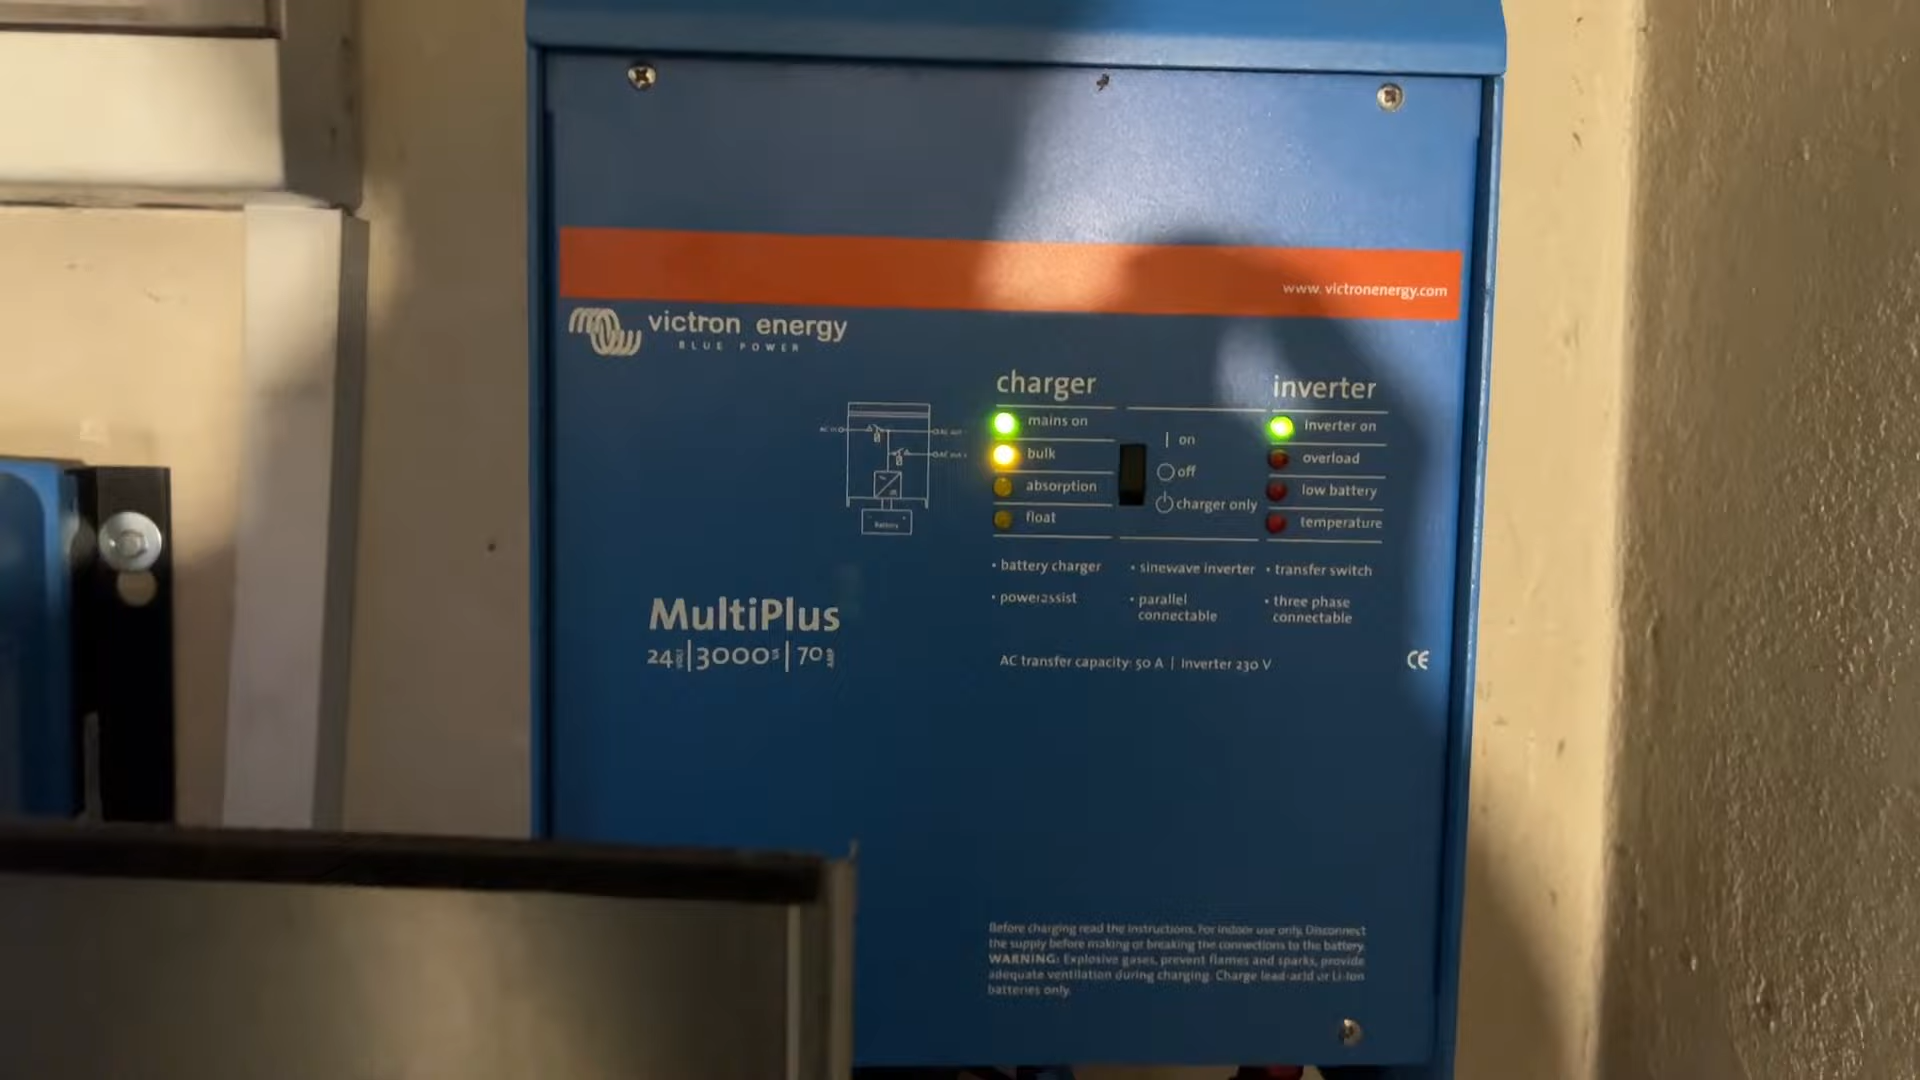 www. victronenergy.com
victron energy
BLUE POWER
charger
mains on
bulk
absorption
float
on
off
charger only
inverter
inverter on
overload
low battery
temperature
Battery
• battery charger
• sinewave inverter
• transfer switch
• powerassist
• parallel
connectable
• three phase
connectable
MultiPlus
24 VOLT | 3000 VA | 70 AMP
AC transfer capacity: 50 A | Inverter 230 V
CE
Before charging read the instructions. For indoor use only. Disconnect
the supply before making or breaking the connections to the battery.
WARNING: Explosive gases, prevent flames and sparks, provide
adequate ventilation during charging. Charge lead-acid or Li-Ion
batteries only.